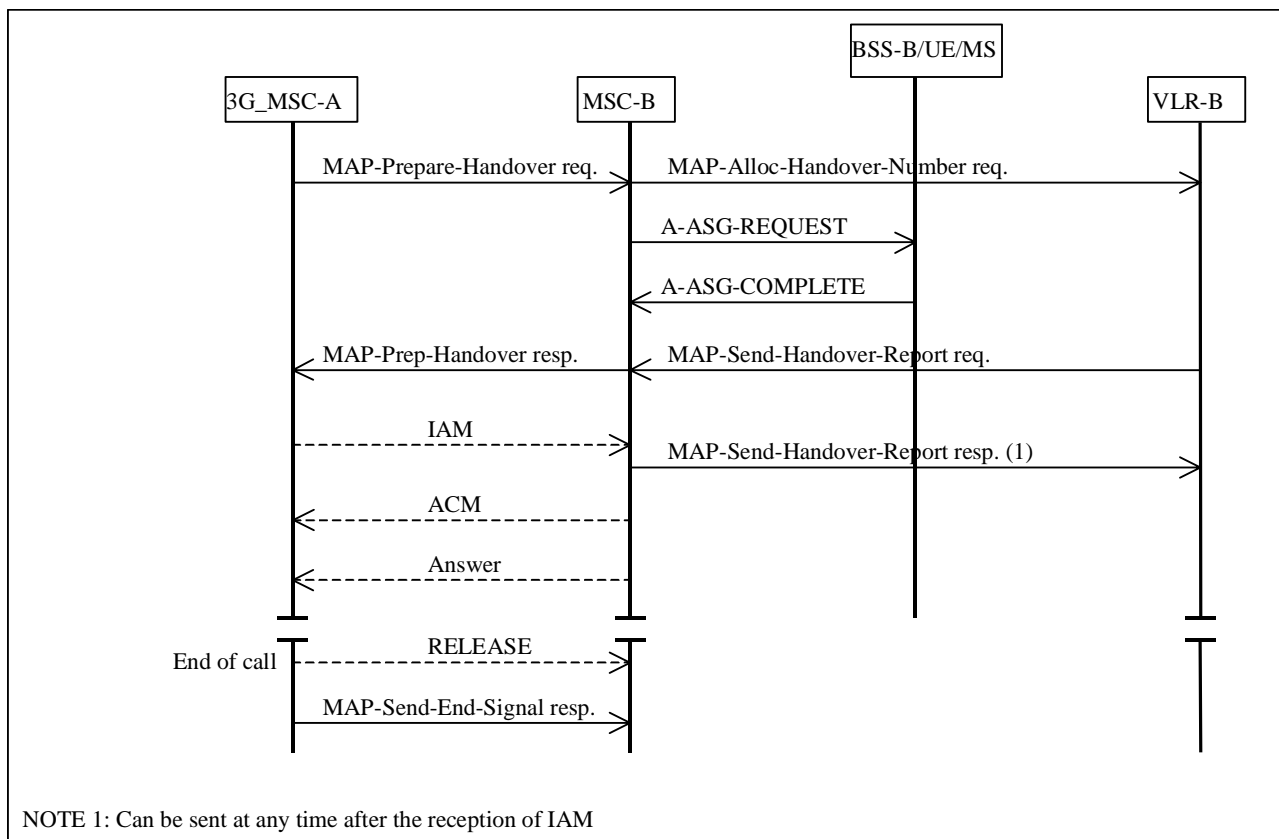 BSS-B/UE/MS
3G_MSC-A
MSC-B
VLR-B
MAP-Prepare-Handover req.
MAP-Alloc-Handover-Number req.
A-ASG-REQUEST
A-ASG-COMPLETE
MAP-Prep-Handover resp.
MAP-Send-Handover-Report req.
IAM
MAP-Send-Handover-Report resp. (1)
ACM
Answer
End of call
RELEASE
MAP-Send-End-Signal resp.
NOTE 1: Can be sent at any time after the reception of IAM